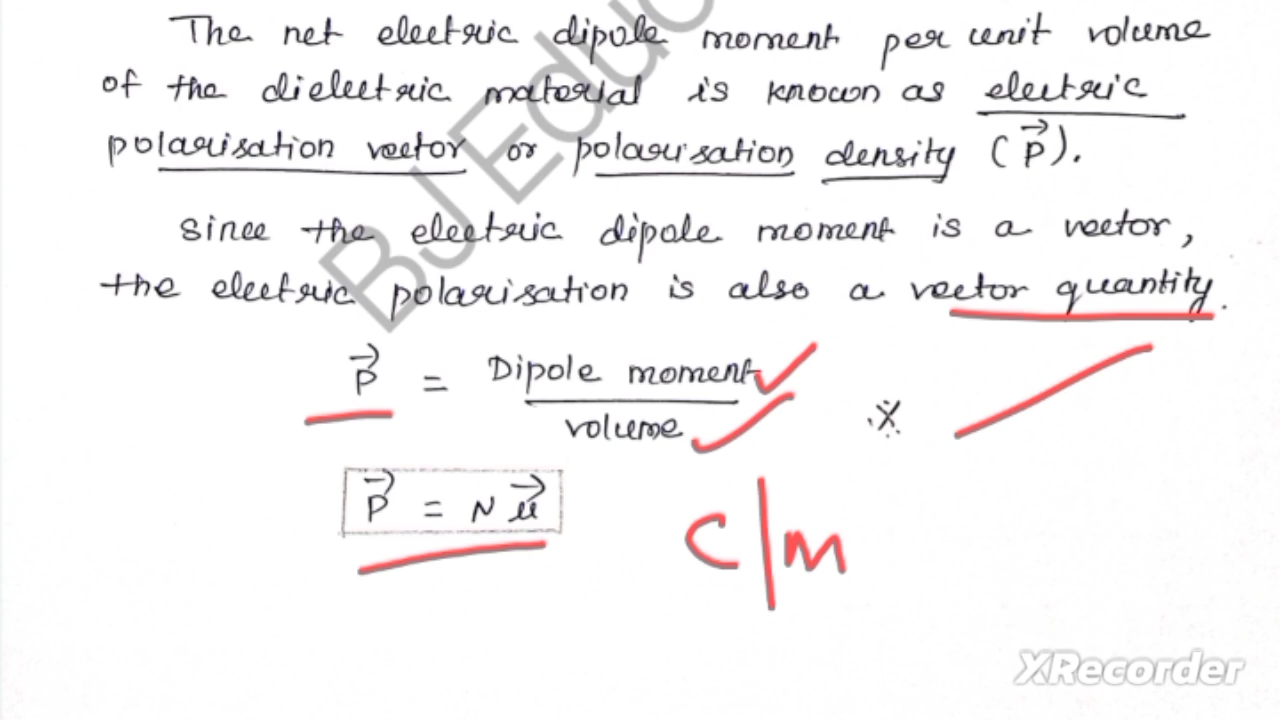 The net electric dipole moment per unit volume
of the dielectric material is known as electric
polarisation vector or polarisation density (P⃗).
Since the electric dipole moment is a vector,
the electric polarisation is also a vector quantity.
P⃗ = Dipole moment
volume
P⃗ = N μ⃗
C/m
BJ Educ
XRecorder